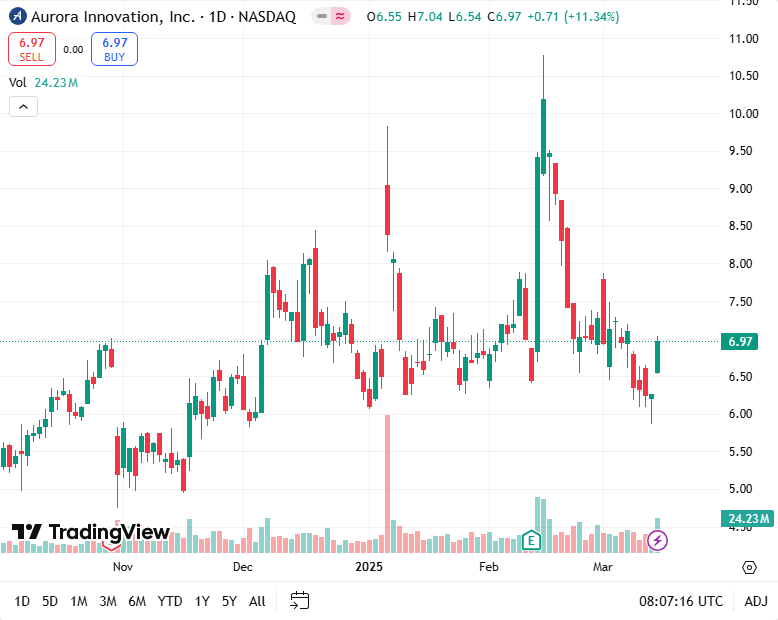 Aurora Innovation, Inc. · 1D · NASDAQ O6.55 H7.04 L6.54 C6.97 +0.71 (+11.34%)
6.97 SELL 0.00 6.97 BUY
Vol 24.23M
11.50
11.00
10.50
10.00
9.50
9.00
8.50
8.00
7.50
6.97
6.50
6.00
5.50
5.00
24.23M
4.50
TradingView
E
Nov Dec 2025 Feb Mar
1D 5D 1M 3M 6M YTD 1Y 5Y All 08:07:16 UTC ADJ